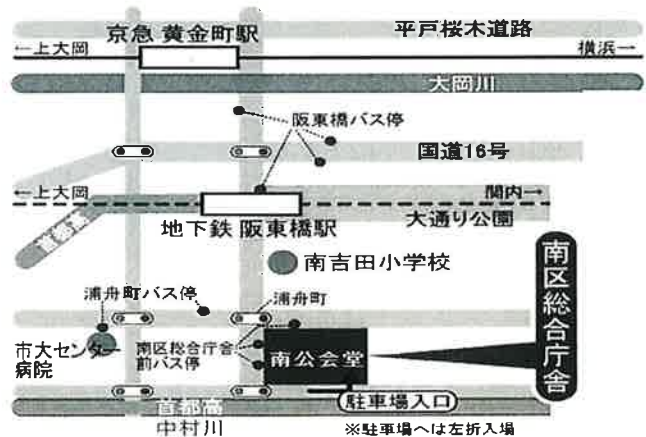 京急 黄金町駅
平戸桜木道路
←上大岡
横浜→
大岡川
阪東橋バス停
国道16号
←上大岡
関内→
大通り公園
首都高
地下鉄 阪東橋駅
南吉田小学校
浦舟町バス停
浦舟町
市大センター
病院
南区総合庁舎
前バス停
南公会堂
南区総合庁舎
駐車場入口
首都高
中村川
※駐車場へは左折入場